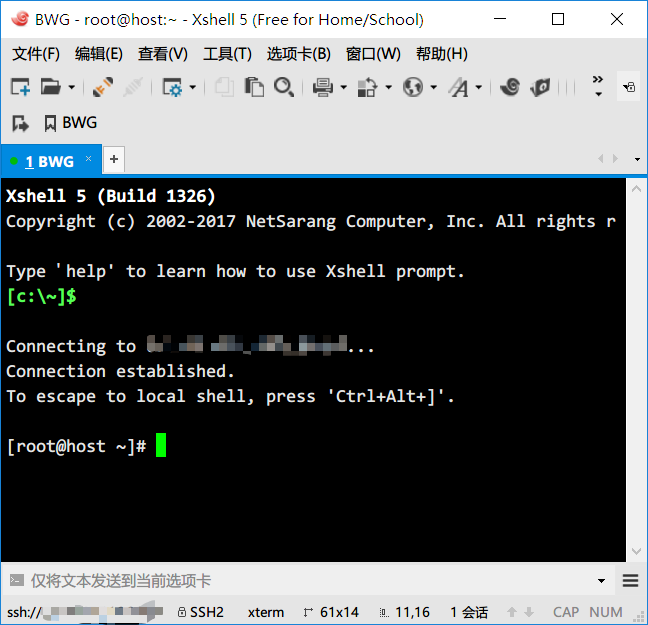 BWG - root@host:~ - Xshell 5 (Free for Home/School)
文件(F) 编辑(E) 查看(V) 工具(T) 选项卡(B) 窗口(W) 帮助(H)
BWG
1 BWG × +
Xshell 5 (Build 1326)
Copyright (c) 2002-2017 NetSarang Computer, Inc. All rights r
Type `help' to learn how to use Xshell prompt.
[c:\~]$
Connecting to ...
Connection established.
To escape to local shell, press 'Ctrl+Alt+]'.
[root@host ~]#
仅将文本发送到当前选项卡
ssh:// SSH2 xterm 61x14 11,16 1 会话 CAP NUM